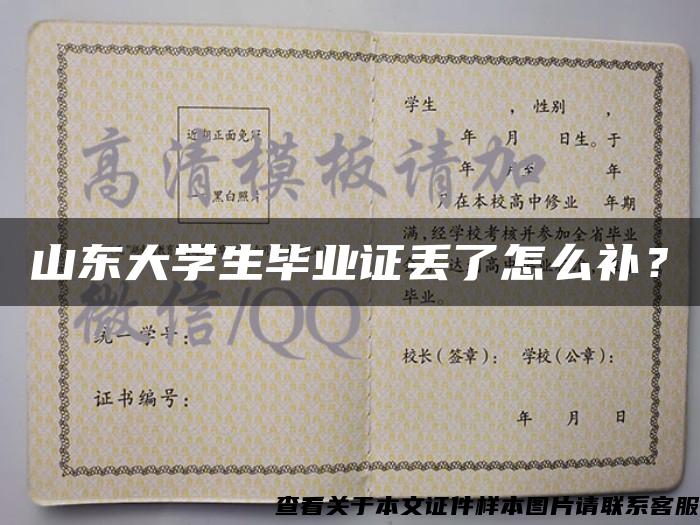 学生　　　，性别　　，
近期正面免冠
年　月　日生。于
高清模板请加
年　月至　　年
黑白照片
月在本校高中修业　年期
满，经学校考核并参加全省毕
山东大学生毕业证丢了怎么补？
毕业。
微信/QQ
统一学号：
校长（签章）：　学校（公章）：
证书编号：
年　月　日
查看关于本文证件样本图片请联系客服